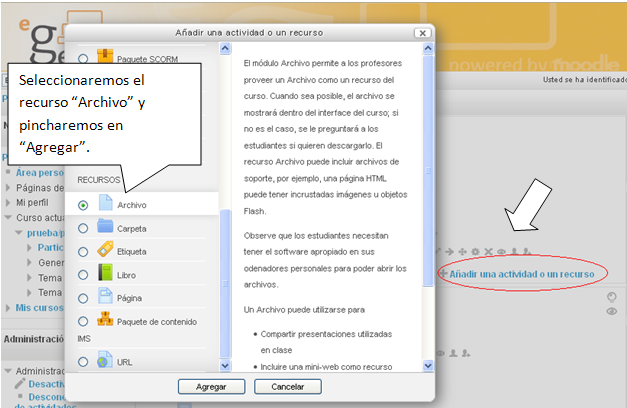 e
ge
powered by moodle
Usted se ha identificado
Añadir una actividad o un recurso
Paquete SCORM
Seleccionaremos el
recurso “Archivo” y
pincharemos en
“Agregar”.
RECURSOS
Archivo
Carpeta
Etiqueta
Libro
Página
Paquete de contenido
IMS
URL
El módulo Archivo permite a los profesores
proveer un Archivo como un recurso del
curso. Cuando sea posible, el archivo se
mostrará dentro del interface del curso; si
no es el caso, se le preguntará a los
estudiantes si quieren descargarlo. El
recurso Archivo puede incluir archivos de
soporte, por ejemplo, una página HTML
puede tener incrustadas imágenes u objetos
Flash.
Observe que los estudiantes necesitan
tener el software apropiado en sus
odenadores personales para poder abrir los
archivos.
Un Archivo puede utilizarse para
• Compartir presentaciones utilizadas
en clase
• Incluire una mini-web como recurso
Agregar
Cancelar
Área person
Páginas de
Mi perfil
Curso actua
prueba p
Partic
Gener
Tema
Tema
Mis cursos
Administració
Administrac
Desactiv
Descone
de actividades
Añadir una actividad o un recurso